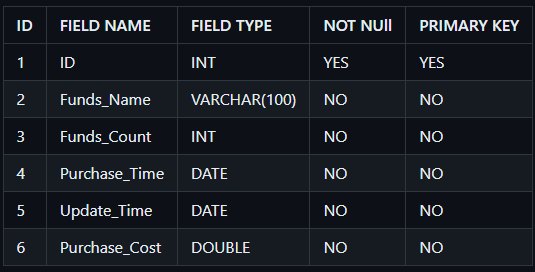 ID FIELD NAME FIELD TYPE NOT NUll PRIMARY KEY
1 ID INT YES YES
2 Funds_Name VARCHAR(100) NO NO
3 Funds_Count INT NO NO
4 Purchase_Time DATE NO NO
5 Update_Time DATE NO NO
6 Purchase_Cost DOUBLE NO NO